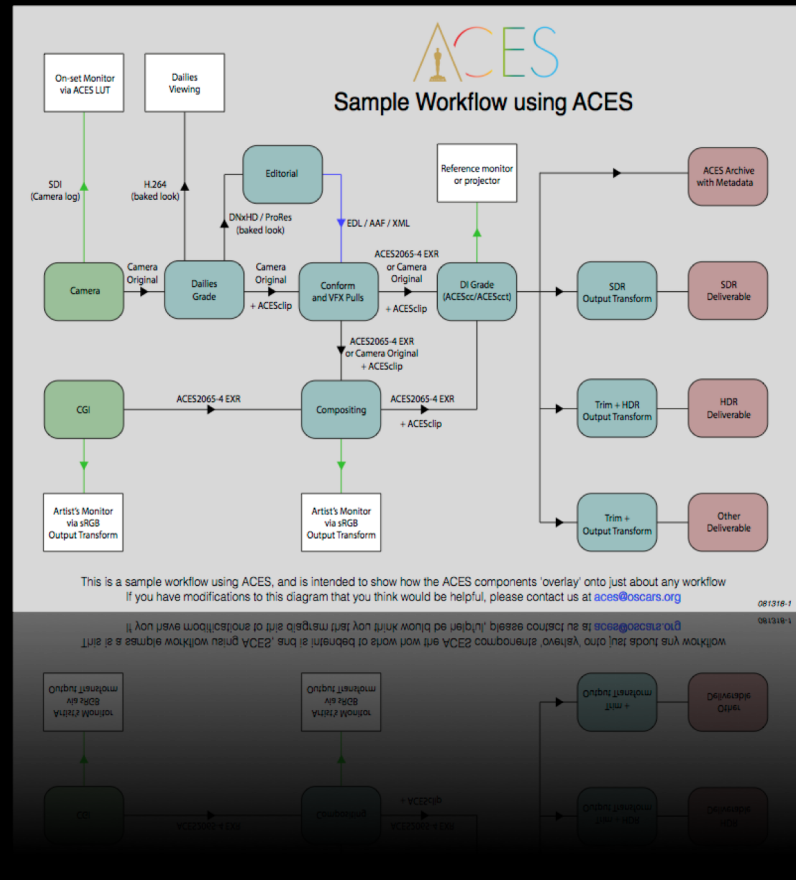 ACES
Sample Workflow using ACES
On-set Monitor
via ACES LUT
Dailies
Viewing
Editorial
Reference monitor
or projector
ACES Archive
with Metadata
SDI
(Camera log)
H.264
(baked look)
DNxHD / ProRes
(baked look)
EDL / AAF / XML
Camera
Camera
Original
Dailies
Grade
Camera
Original
+ ACESclip
Conform
and VFX Pulls
ACES2065-4 EXR
or Camera
Original
+ ACESclip
DI Grade
(ACEScc/ACEScct)
SDR
Output Transform
SDR
Deliverable
ACES2065-4 EXR
or Camera Original
+ ACESclip
CGI
ACES2065-4 EXR
Compositing
ACES2065-4 EXR
+ ACESclip
Trim + HDR
Output Transform
HDR
Deliverable
Artist's Monitor
via sRGB
Output Transform
Artist's Monitor
via sRGB
Output Transform
Trim +
Output Transform
Other
Deliverable
This is a sample workflow using ACES, and is intended to show how the ACES components 'overlay' onto just about any workflow
If you have modifications to this diagram that you think would be helpful, please contact us at aces@oscars.org
081318-1